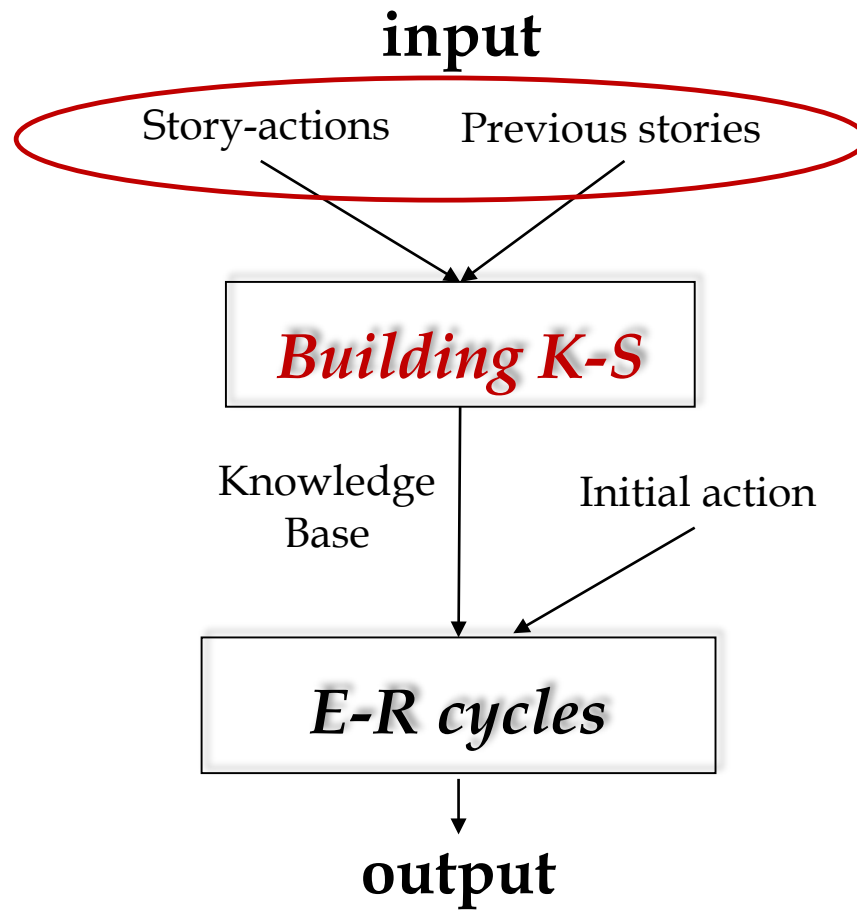 input
Story-actions
Previous stories
Building K-S
Knowledge
Base
Initial action
E-R cycles
output